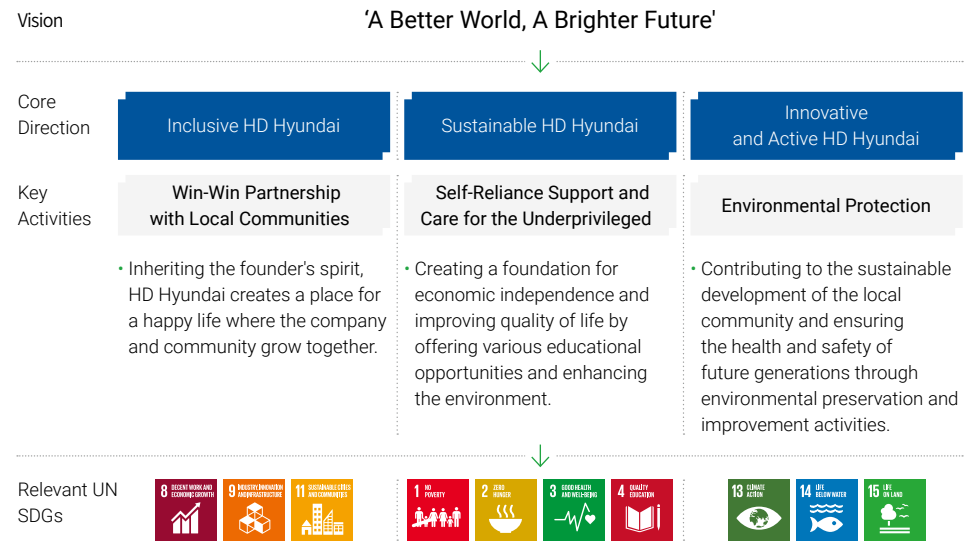 Vision
‘A Better World, A Brighter Future'
Core
Direction
Inclusive HD Hyundai
Sustainable HD Hyundai
Innovative
and Active HD Hyundai
Key
Activities
Win-Win Partnership
with Local Communities
Self-Reliance Support and
Care for the Underprivileged
Environmental Protection
• Inheriting the founder's spirit,
HD Hyundai creates a place for
a happy life where the company
and community grow together.
• Creating a foundation for
economic independence and
improving quality of life by
offering various educational
opportunities and enhancing
the environment.
• Contributing to the sustainable
development of the local
community and ensuring
the health and safety of
future generations through
environmental preservation and
improvement activities.
Relevant UN
SDGs
8 DECENT WORK AND
ECONOMIC GROWTH
9 INDUSTRY, INNOVATION
AND INFRASTRUCTURE
11 SUSTAINABLE CITIES
AND COMMUNITIES
1 NO
POVERTY
2 ZERO
HUNGER
3 GOOD HEALTH
AND WELL-BEING
4 QUALITY
EDUCATION
13 CLIMATE
ACTION
14 LIFE
BELOW WATER
15 LIFE
ON LAND